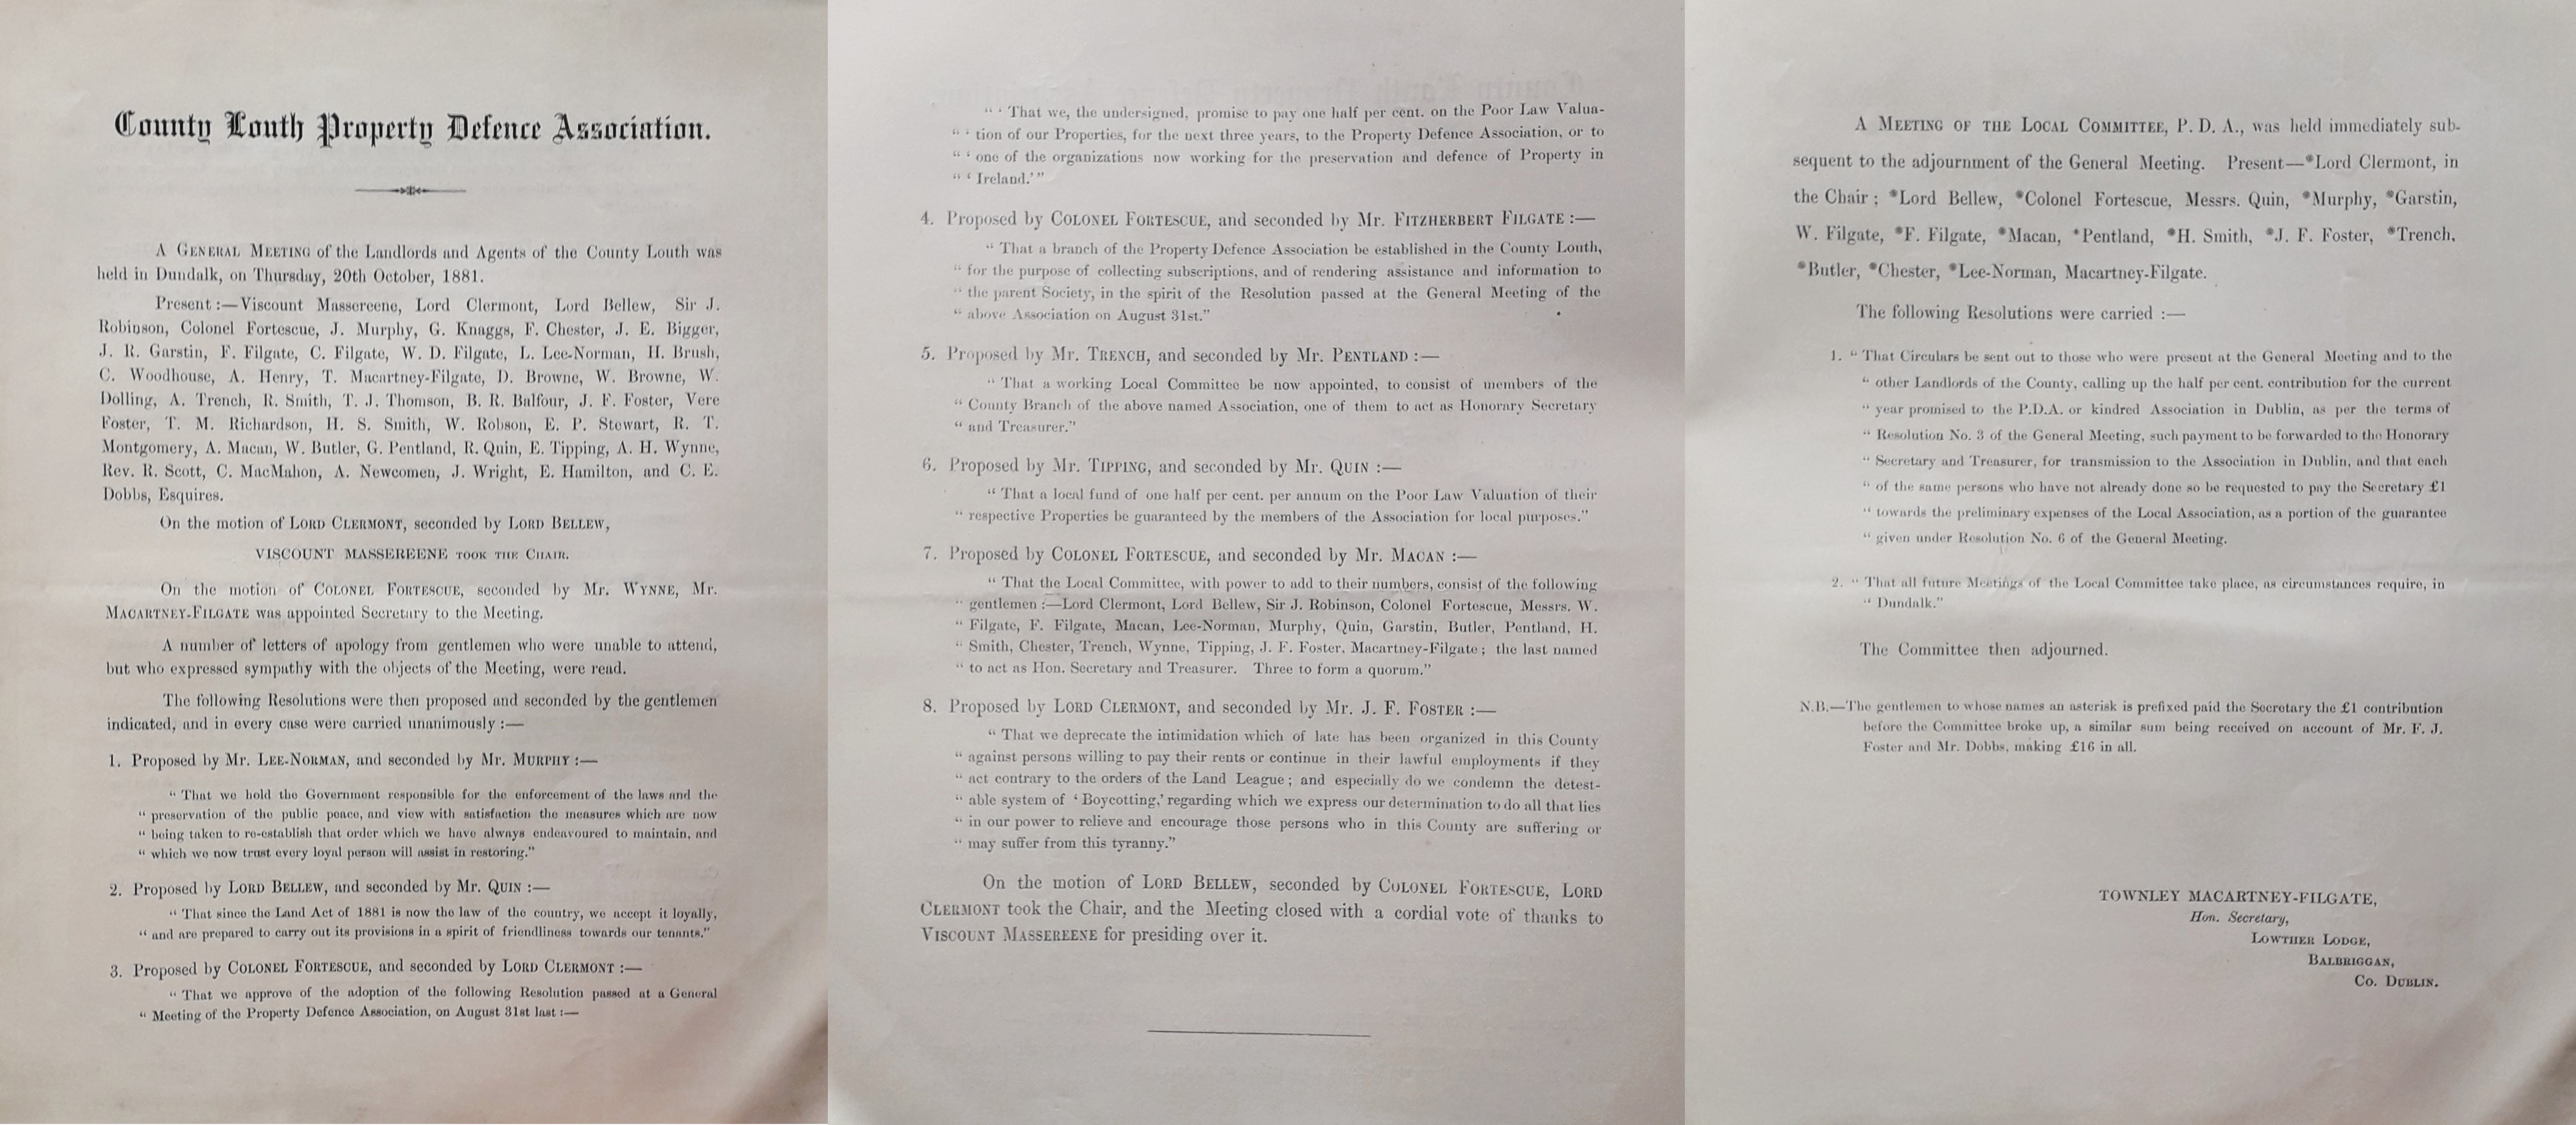 County Louth Property Defence Association.
A GENERAL MEETING of the Landlords and Agents of the County Louth was
held in Dundalk, on Thursday, 20th October, 1881.
Present :—Viscount Massereene, Lord Clermont, Lord Bellew, Sir J.
Robinson, Colonel Fortescue, J. Murphy, G. Knaggs, F. Chester, J. E. Bigger,
J. R. Garstin, F. Filgate, C. Filgate, W. D. Filgate, L. Lee-Norman, H. Brush,
C. Woodhouse, A. Henry, T. Macartney-Filgate, D. Browne, W. Browne, W.
Dolling, A. Trench, R. Smith, T. J. Thomson, B. R. Balfour, J. F. Foster, Vere
Foster, T. M. Richardson, H. S. Smith, W. Robson, E. P. Stewart, R. T.
Montgomery, A. Macan, W. Butler, G. Pentland, R. Quin, E. Tipping, A. H. Wynne,
Rev. R. Scott, C. MacMahon, A. Newcomen, J. Wright, E. Hamilton, and C. E.
Dobbs, Esquires.
On the motion of LORD CLERMONT, seconded by LORD BELLEW,
VISCOUNT MASSEREENE TOOK THE CHAIR.
On the motion of COLONEL FORTESCUE, seconded by Mr. WYNNE, Mr.
MACARTNEY-FILGATE was appointed Secretary to the Meeting.
A number of letters of apology from gentlemen who were unable to attend,
but who expressed sympathy with the objects of the Meeting, were read.
The following Resolutions were then proposed and seconded by the gentlemen
indicated, and in every case were carried unanimously :—
1. Proposed by Mr. LEE-NORMAN, and seconded by Mr. MURPHY :—
" That we hold the Government responsible for the enforcement of the laws and the
" preservation of the public peace, and view with satisfaction the measures which are now
" being taken to re-establish that order which we have always endeavoured to maintain, and
" which we now trust every loyal person will assist in restoring."
2. Proposed by LORD BELLEW, and seconded by Mr. QUIN :—
" That since the Land Act of 1881 is now the law of the country, we accept it loyally,
" and are prepared to carry out its provisions in a spirit of friendliness towards our tenants."
3. Proposed by COLONEL FORTESCUE, and seconded by LORD CLERMONT :—
" That we approve of the adoption of the following Resolution passed at a General
" Meeting of the Property Defence Association, on August 31st last :—
" ' That we, the undersigned, promise to pay one half per cent. on the Poor Law Valua-
" ' tion of our Properties, for the next three years, to the Property Defence Association, or to
" ' one of the organizations now working for the preservation and defence of Property in
" ' Ireland.' "
4. Proposed by COLONEL FORTESCUE, and seconded by Mr. FITZHERBERT FILGATE :—
" That a branch of the Property Defence Association be established in the County Louth,
" for the purpose of collecting subscriptions, and of rendering assistance and information to
" the parent Society, in the spirit of the Resolution passed at the General Meeting of the
" above Association on August 31st."
5. Proposed by Mr. TRENCH, and seconded by Mr. PENTLAND :—
" That a working Local Committee be now appointed, to consist of members of the
" County Branch of the above named Association, one of them to act as Honorary Secretary
" and Treasurer."
6. Proposed by Mr. TIPPING, and seconded by Mr. QUIN :—
" That a local fund of one half per cent. per annum on the Poor Law Valuation of their
" respective Properties be guaranteed by the members of the Association for local purposes."
7. Proposed by COLONEL FORTESCUE, and seconded by Mr. MACAN :—
" That the Local Committee, with power to add to their numbers, consist of the following
" gentlemen :—Lord Clermont, Lord Bellew, Sir J. Robinson, Colonel Fortescue, Messrs. W.
" Filgate, F. Filgate, Macan, Lee-Norman, Murphy, Quin, Garstin, Butler, Pentland, H.
" Smith, Chester, Trench, Wynne, Tipping, J. F. Foster, Macartney-Filgate ; the last named
" to act as Hon. Secretary and Treasurer. Three to form a quorum."
8. Proposed by LORD CLERMONT, and seconded by Mr. J. F. FOSTER :—
" That we deprecate the intimidation which of late has been organized in this County
" against persons willing to pay their rents or continue in their lawful employments if they
" act contrary to the orders of the Land League ; and especially do we condemn the detest-
" able system of ' Boycotting,' regarding which we express our determination to do all that lies
" in our power to relieve and encourage those persons who in this County are suffering or
" may suffer from this tyranny."
On the motion of LORD BELLEW, seconded by COLONEL FORTESCUE, LORD
CLERMONT took the Chair, and the Meeting closed with a cordial vote of thanks to
VISCOUNT MASSEREENE for presiding over it.
A MEETING OF THE LOCAL COMMITTEE, P. D. A., was held immediately sub-
sequent to the adjournment of the General Meeting. Present—*Lord Clermont, in
the Chair ; *Lord Bellew, *Colonel Fortescue, Messrs. Quin, *Murphy, *Garstin,
W. Filgate, *F. Filgate, *Macan, *Pentland, *H. Smith, *J. F. Foster, *Trench,
*Butler, *Chester, *Lee-Norman, Macartney-Filgate.
The following Resolutions were carried :—
1. " That Circulars be sent out to those who were present at the General Meeting and to the
" other Landlords of the County, calling up the half per cent. contribution for the current
" year promised to the P.D.A. or kindred Association in Dublin, as per the terms of
" Resolution No. 3 of the General Meeting, such payment to be forwarded to the Honorary
" Secretary and Treasurer, for transmission to the Association in Dublin, and that each
" of the same persons who have not already done so be requested to pay the Secretary £1
" towards the preliminary expenses of the Local Association, as a portion of the guarantee
" given under Resolution No. 6 of the General Meeting.
2. " That all future Meetings of the Local Committee take place, as circumstances require, in
" Dundalk."
The Committee then adjourned.
N.B.—The gentlemen to whose names an asterisk is prefixed paid the Secretary the £1 contribution
before the Committee broke up, a similar sum being received on account of Mr. F. J.
Foster and Mr. Dobbs, making £16 in all.
TOWNLEY MACARTNEY-FILGATE,
Hon. Secretary,
LOWTHER LODGE,
BALBRIGGAN,
CO. DUBLIN.